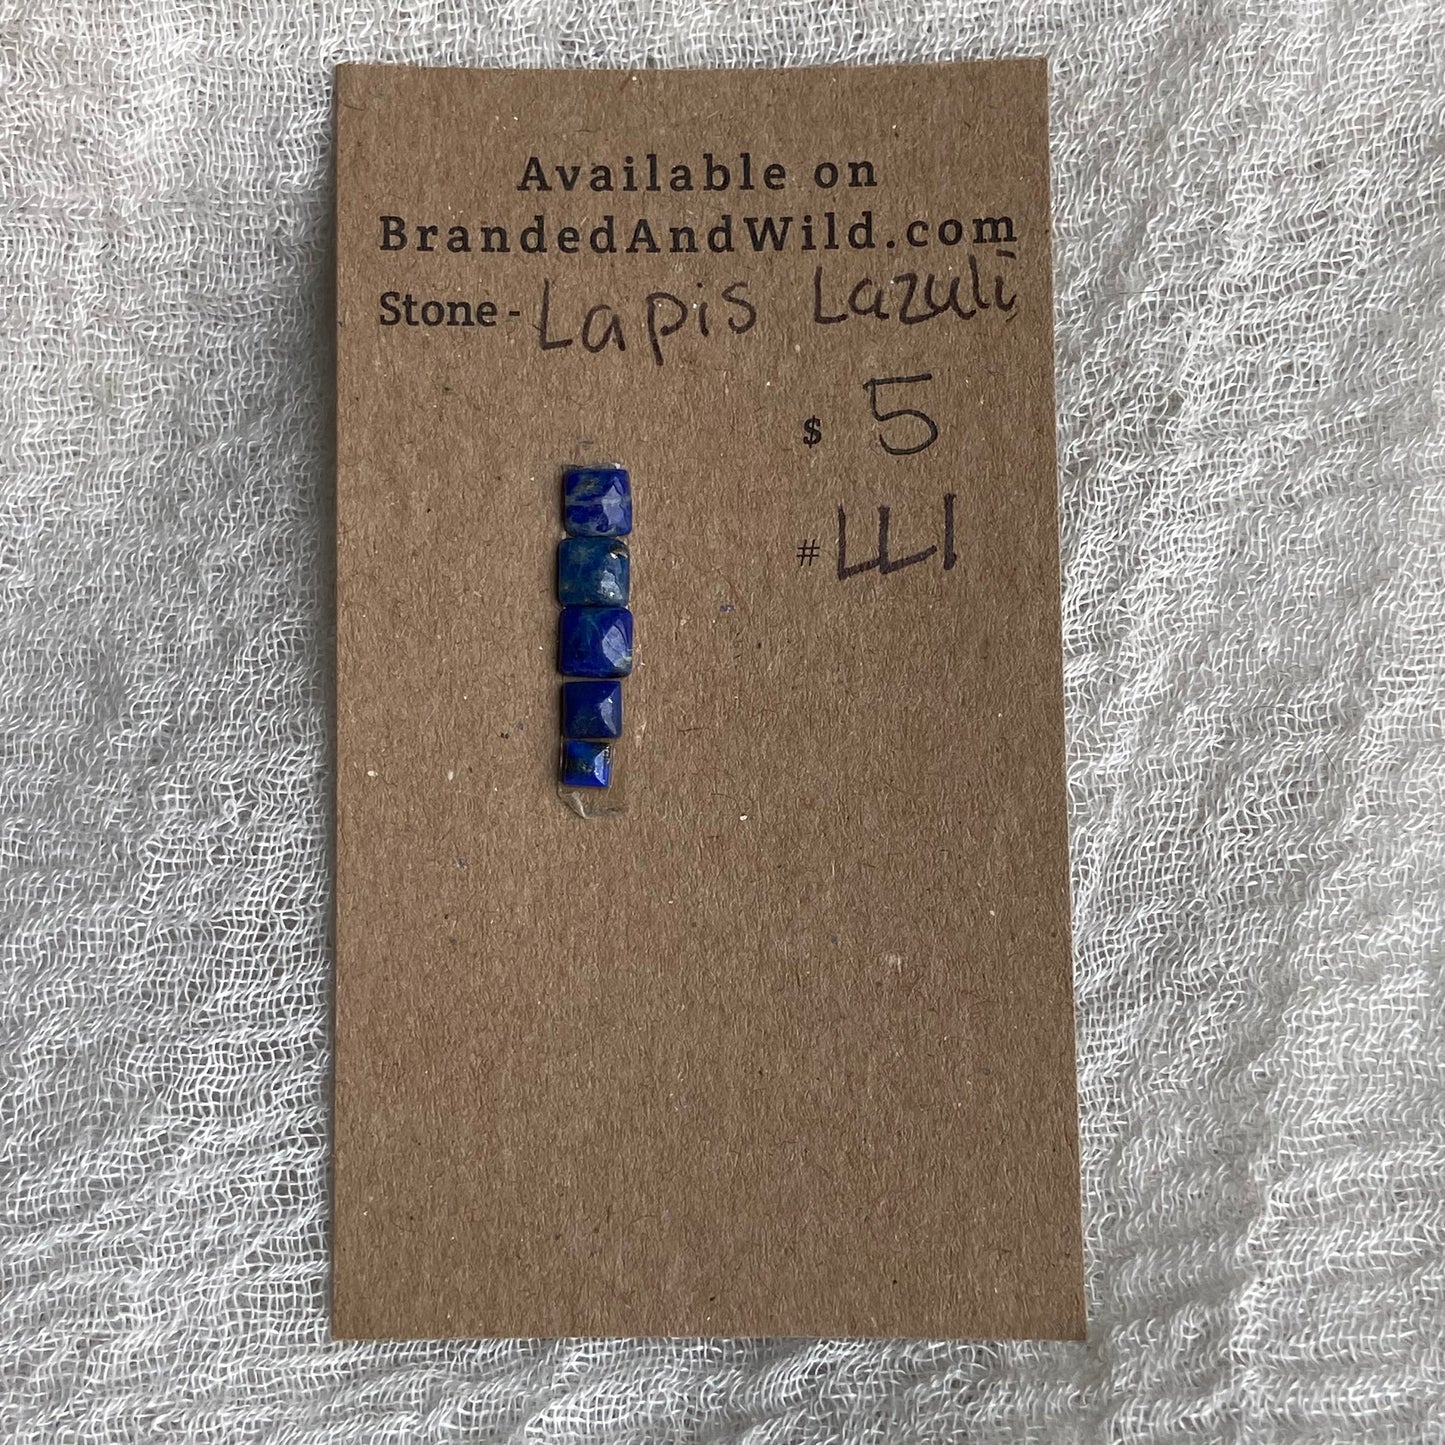 Available on
BrandedAndWild.com
Stone - Lapis Lazuli
$ 5
# LL1